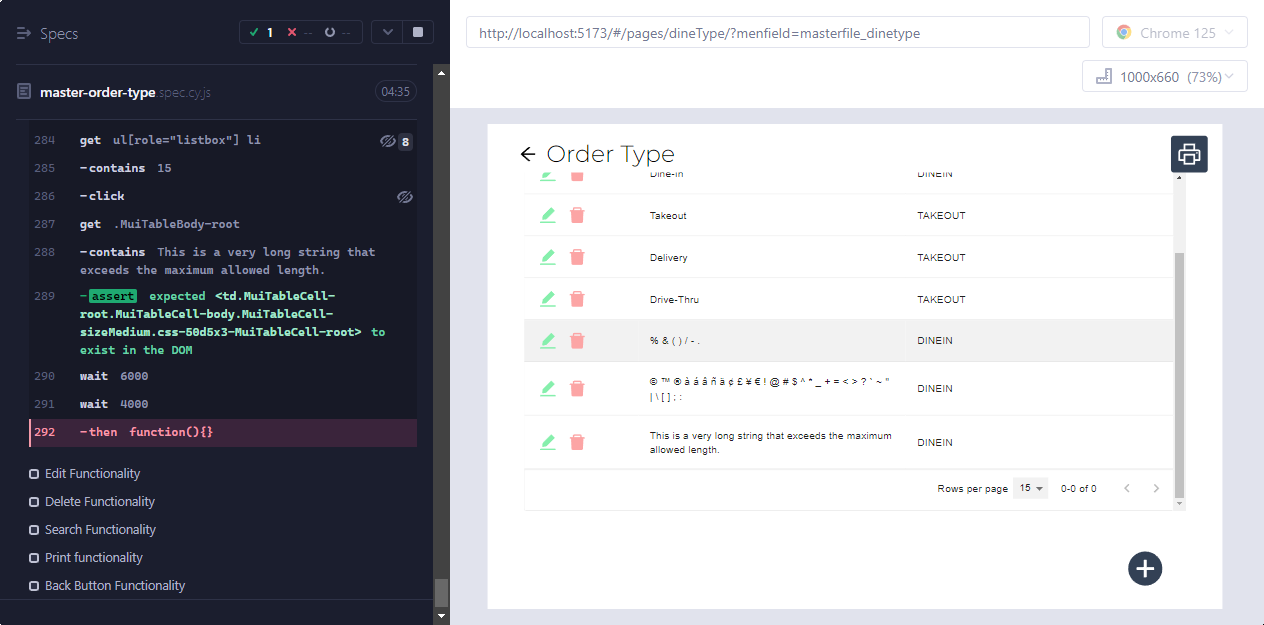 Specs
1
--
--
http://localhost:5173/#/pages/dineType/?menfield=masterfile_dinetype
Chrome 125
1000x660 (73%)
master-order-type.spec.cy.js
04:35
284 get ul[role="listbox"] li 8
285 -contains 15
286 -click
287 get .MuiTableBody-root
288 -contains This is a very long string that
exceeds the maximum allowed length.
289 -assert expected <td.MuiTableCell-
root.MuiTableCell-body.MuiTableCell-
sizeMedium.css-50d5x3-MuiTableCell-root> to
exist in the DOM
290 wait 6000
291 wait 4000
292 -then function(){}
Edit Functionality
Delete Functionality
Search Functionality
Print functionality
Back Button Functionality
Order Type
Dine-in DINEIN
Takeout TAKEOUT
Delivery TAKEOUT
Drive-Thru TAKEOUT
% & ( ) / - . DINEIN
© ™ ® à á â ñ ä ¢ £ ¥ € ! @ # $ ^ * _ + = < > ? ` ~ " DINEIN
| \ [ ] ; :
This is a very long string that exceeds the maximum DINEIN
allowed length.
Rows per page 15 0-0 of 0